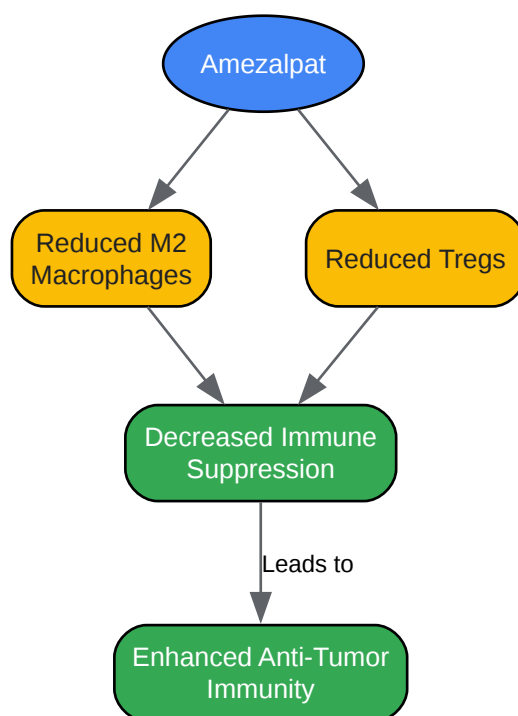 Amezalpat
Reduced M2
Macrophages
Reduced Tregs
Decreased Immune
Suppression
Leads to
Enhanced Anti-Tumor
Immunity